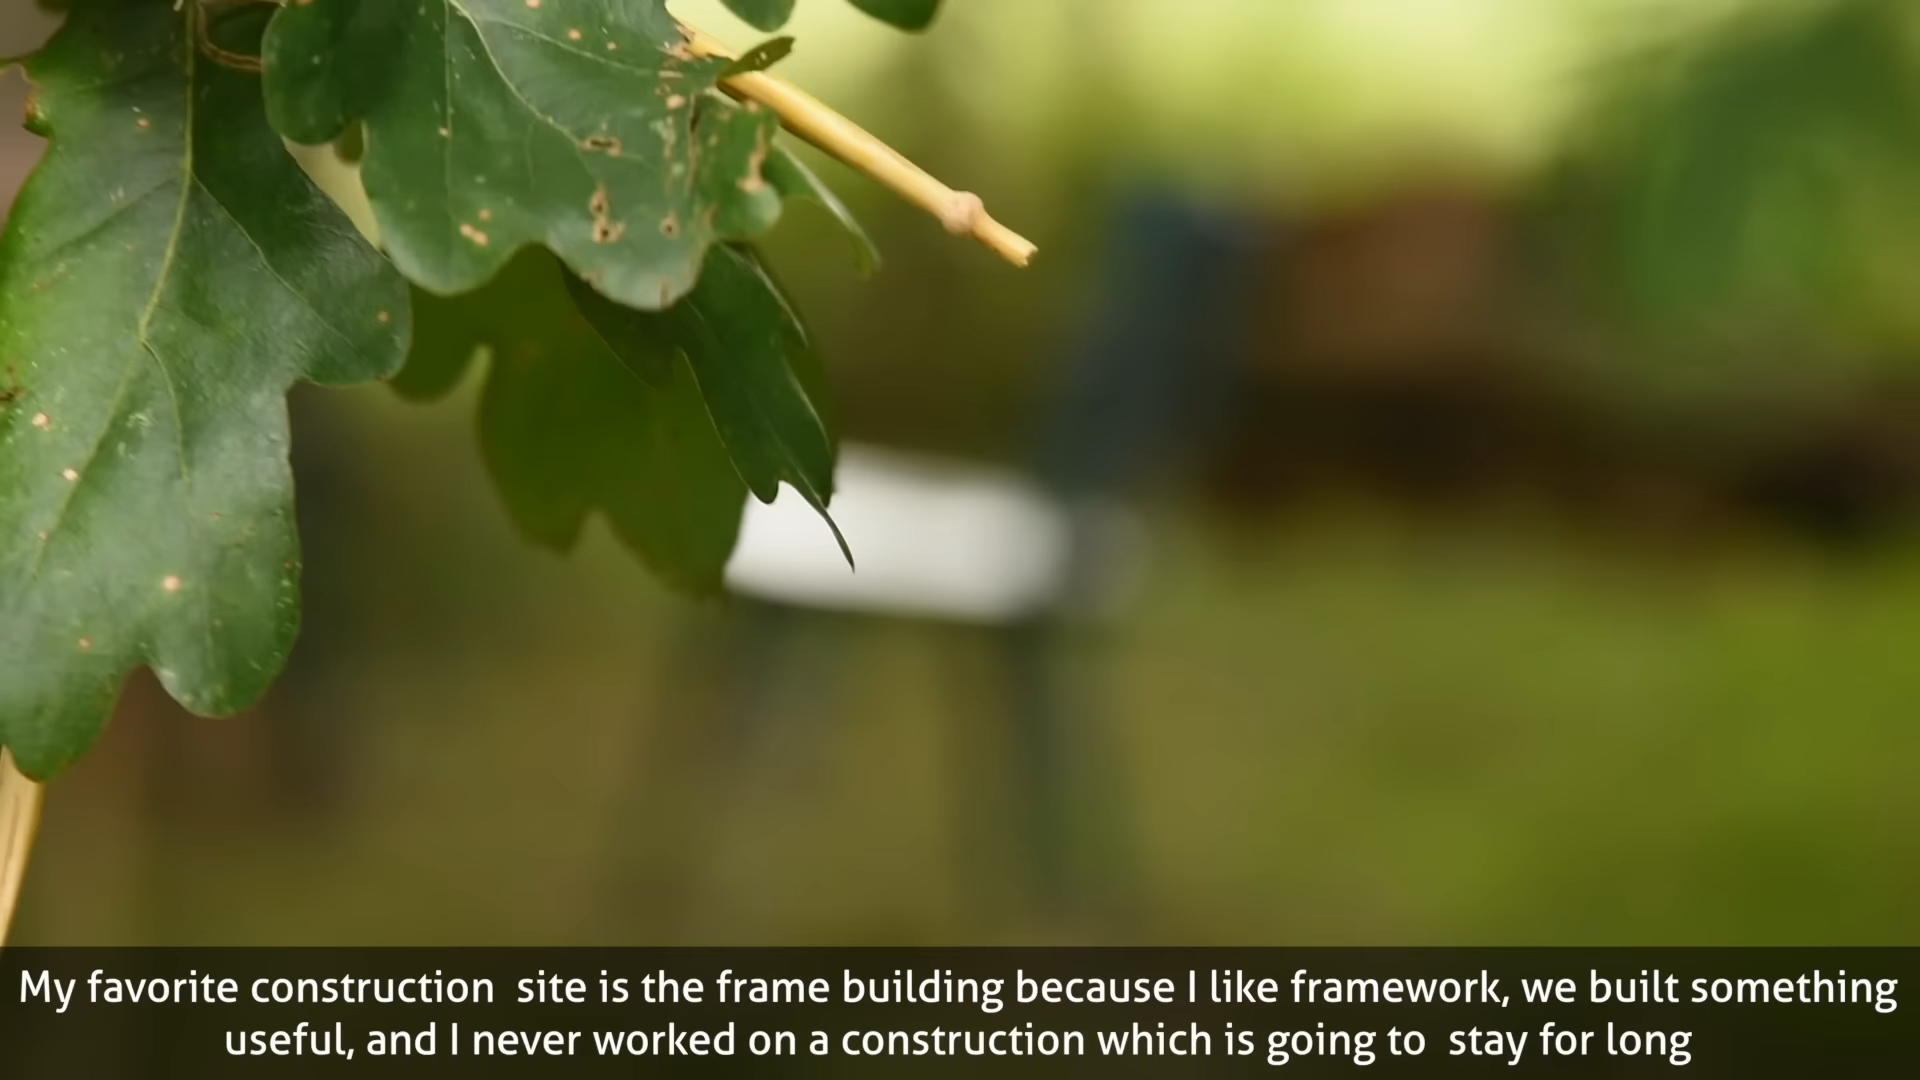 My favorite construction  site is the frame building because I like framework, we built something
useful, and I never worked on a construction which is going to  stay for long